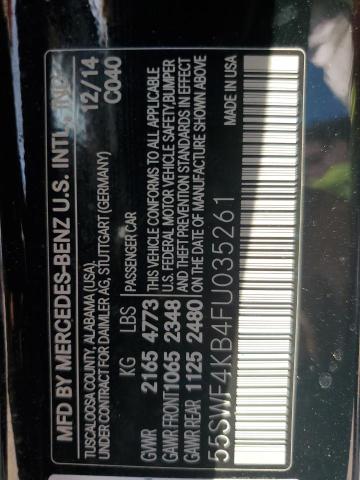 MFD BY MERCEDES-BENZ U.S. INTL., INC.
TUSCALOOSA COUNTY, ALABAMA (USA),
UNDER CONTRACT FOR DAIMLER AG, STUTTGART (GERMANY)
12/14
C040
KG LBS
GVWR 2165 4773
GAWR FRONT 1065 2348
GAWR REAR 1125 2480
PASSENGER CAR
THIS VEHICLE CONFORMS TO ALL APPLICABLE
U.S. FEDERAL MOTOR VEHICLE SAFETY, BUMPER
AND THEFT PREVENTION STANDARDS IN EFFECT
ON DATE OF MANUFACTURE SHOWN ABOVE
55SWF4KB4FU035261
MADE IN USA